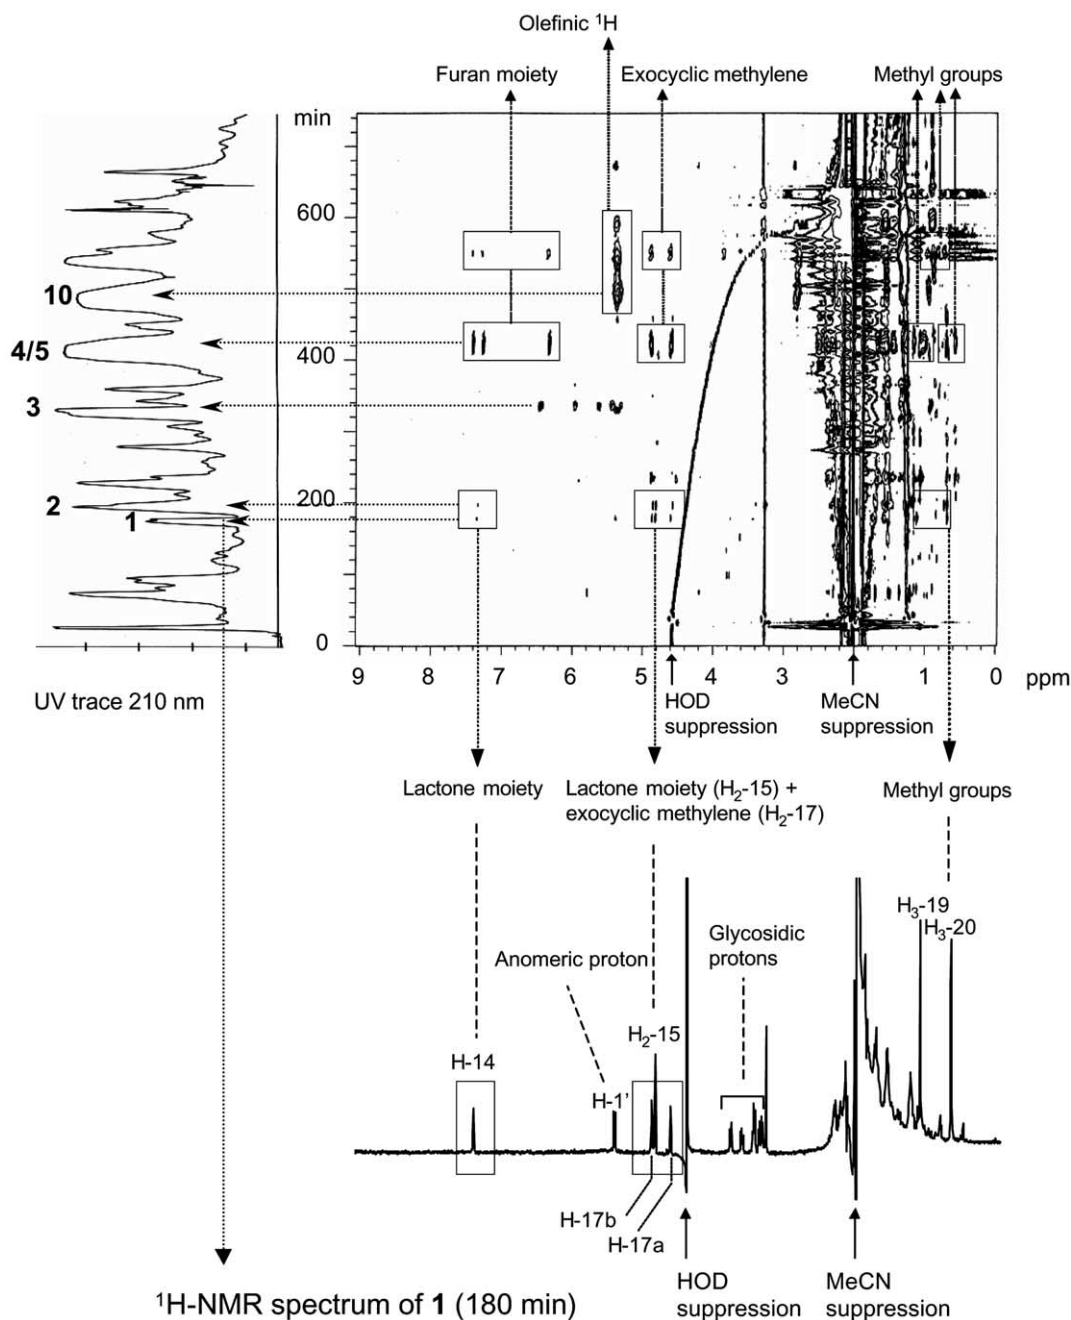 Olefinic ¹H
Furan moiety Exocyclic methylene Methyl groups
min
600
10
4/5
400
3
200
2
1
0
9 8 7 6 5 4 3 2 1 0 ppm
UV trace 210 nm
HOD
suppression
MeCN
suppression
Lactone moiety
Lactone moiety (H₂-15) +
exocyclic methylene (H₂-17)
Methyl groups
H₃-19
H₃-20
Glycosidic
protons
Anomeric proton
H₂-15
H-14
H-1'
H-17b
H-17a
HOD
suppression
MeCN
suppression
¹H-NMR spectrum of 1 (180 min)